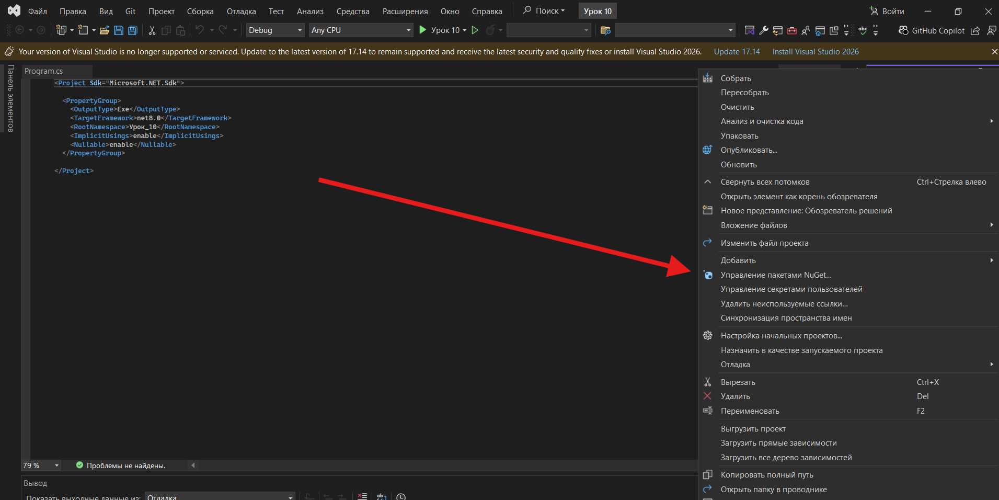 Файл Правка Вид Git Проект Сборка Отладка Тест Анализ Средства Расширения Окно Справка Поиск Урок 10 Войти
Debug Any CPU Урок 10 abc GitHub Copilot
Your version of Visual Studio is no longer supported or serviced. Update to the latest version of 17.14 to remain supported and receive the latest security and quality fixes or install Visual Studio 2026. Update 17.14 Install Visual Studio 2026
Панель элементов
Program.cs
<Project Sdk="Microsoft.NET.Sdk">
<PropertyGroup>
<OutputType>Exe</OutputType>
<TargetFramework>net8.0</TargetFramework>
<RootNamespace>Урок_10</RootNamespace>
<ImplicitUsings>enable</ImplicitUsings>
<Nullable>enable</Nullable>
</PropertyGroup>
</Project>
79 % Проблемы не найдены.
Вывод
Показать выходные данные из: Отладка
Собрать
Пересобрать
Очистить
Анализ и очистка кода
Упаковать
Опубликовать...
Обновить
Свернуть всех потомков Ctrl+Стрелка влево
Открыть элемент как корень обозревателя
Новое представление: Обозреватель решений
Вложение файлов
Изменить файл проекта
Добавить
Управление пакетами NuGet...
Управление секретами пользователей
Удалить неиспользуемые ссылки...
Синхронизация пространства имен
Настройка начальных проектов...
Назначить в качестве запускаемого проекта
Отладка
Вырезать Ctrl+X
Удалить Del
Переименовать F2
Выгрузить проект
Загрузить прямые зависимости
Загрузить все дерево зависимостей
Копировать полный путь
Открыть папку в проводнике